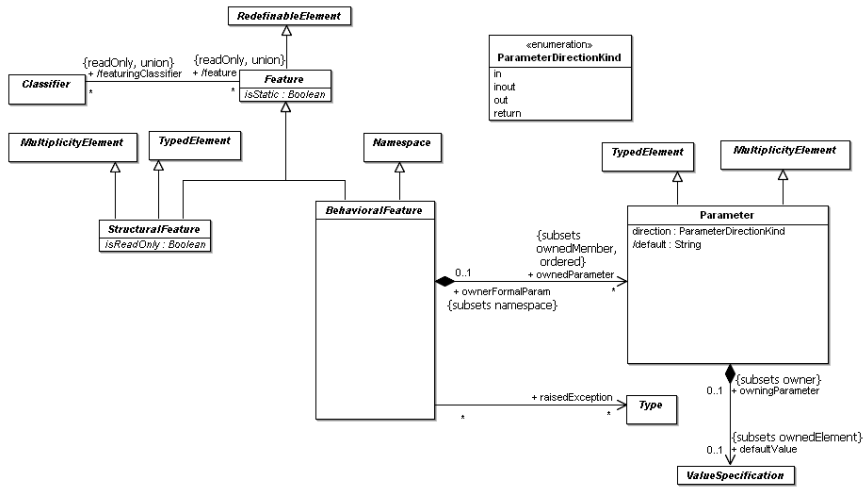 RedefinableElement
{readOnly, union}
+ /featuringClassifier
*
{readOnly, union}
+ /feature
*
Classifier
Feature
isStatic : Boolean
«enumeration»
ParameterDirectionKind
in
inout
out
return
MultiplicityElement
TypedElement
Namespace
TypedElement
MultiplicityElement
StructuralFeature
isReadOnly : Boolean
BehavioralFeature
Parameter
direction : ParameterDirectionKind
/default : String
{subsets
ownedMember,
ordered}
0..1
+ ownedParameter
+ ownerFormalParam
*
{subsets namespace}
{subsets owner}
0..1
+ owningParameter
+ raisedException
*
*
Type
{subsets ownedElement}
0..1
+ defaultValue
ValueSpecification